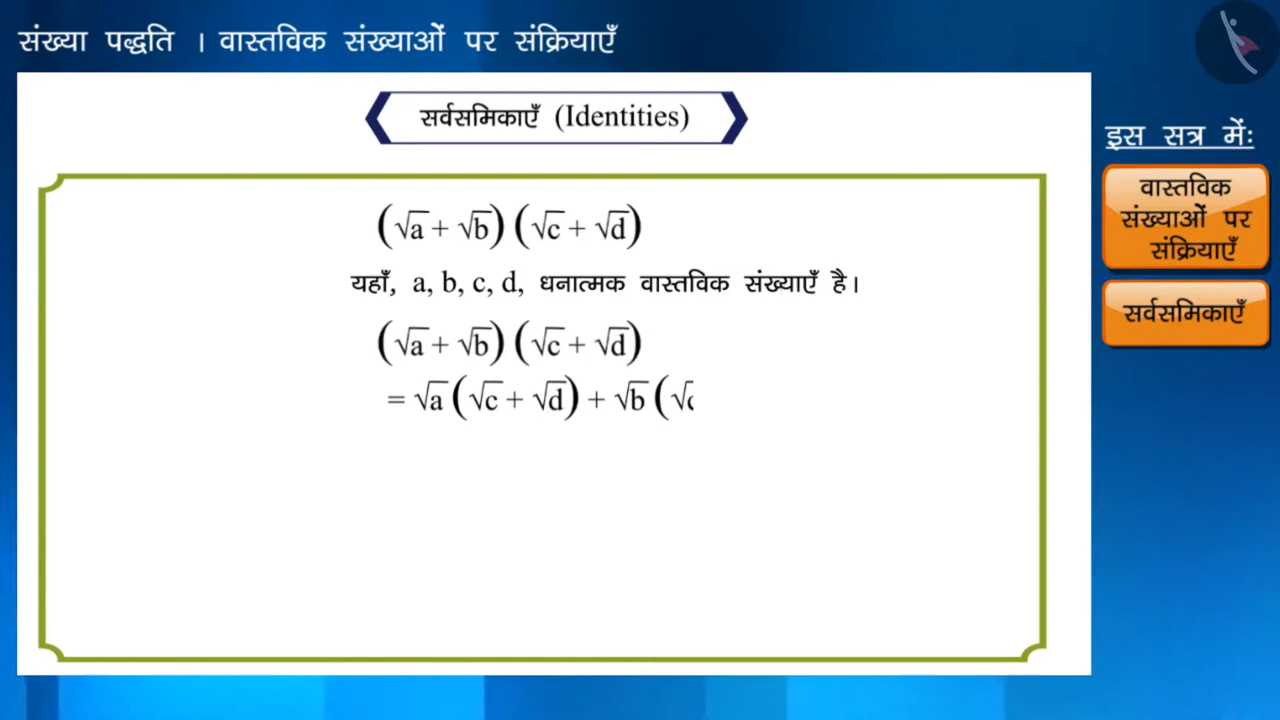 संख्या पद्धति । वास्तविक संख्याओं पर संक्रियाएँ
सर्वसमिकाएँ (Identities)
(√a + √b) (√c + √d)
यहाँ, a, b, c, d, धनात्मक वास्तविक संख्याएँ है।
(√a + √b) (√c + √d)
= √a (√c + √d) + √b (√c
इस सत्र में:
वास्तविक
संख्याओं पर
संक्रियाएँ
सर्वसमिकाएँ